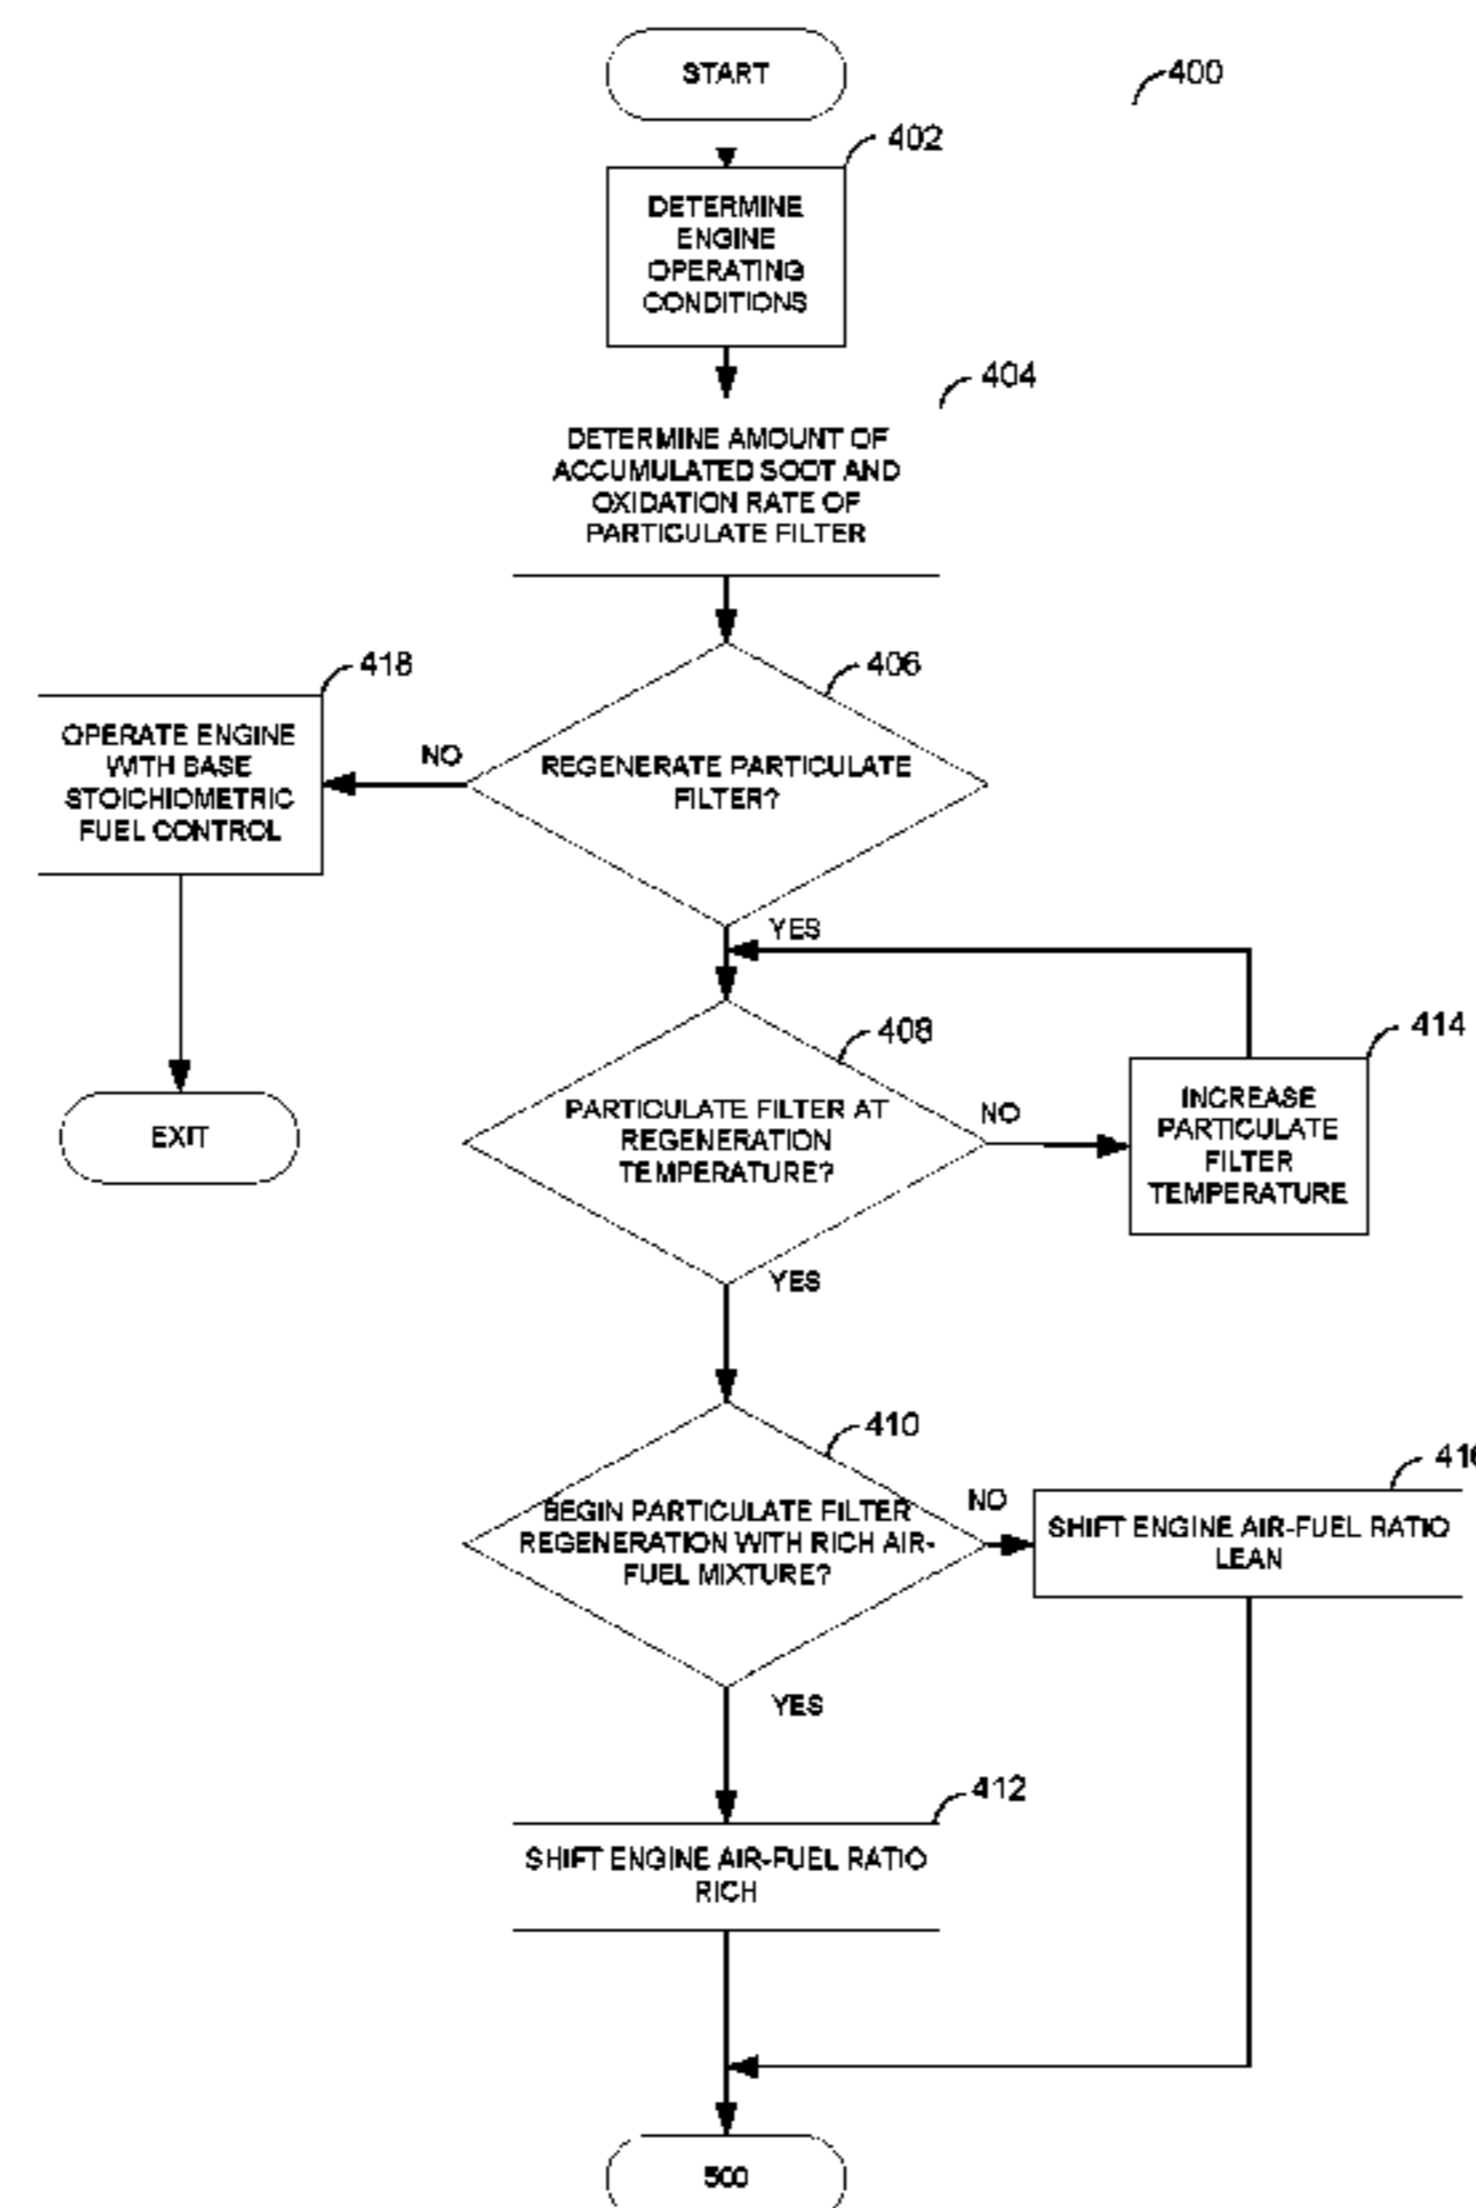 START
400
402
DETERMINE
ENGINE
OPERATING
CONDITIONS
404
DETERMINE AMOUNT OF
ACCUMULATED SOOT AND
OXIDATION RATE OF
PARTICULATE FILTER
418
406
OPERATE ENGINE
WITH BASE
STOICHIOMETRIC
FUEL CONTROL
NO
REGENERATE PARTICULATE
FILTER?
YES
408
414
EXIT
PARTICULATE FILTER AT
REGENERATION
TEMPERATURE?
NO
INCREASE
PARTICULATE
FILTER
TEMPERATURE
YES
410
BEGIN PARTICULATE FILTER
REGENERATION WITH RICH AIR-
FUEL MIXTURE?
NO
416
SHIFT ENGINE AIR-FUEL RATIO
LEAN
YES
412
SHIFT ENGINE AIR-FUEL RATIO
RICH
500